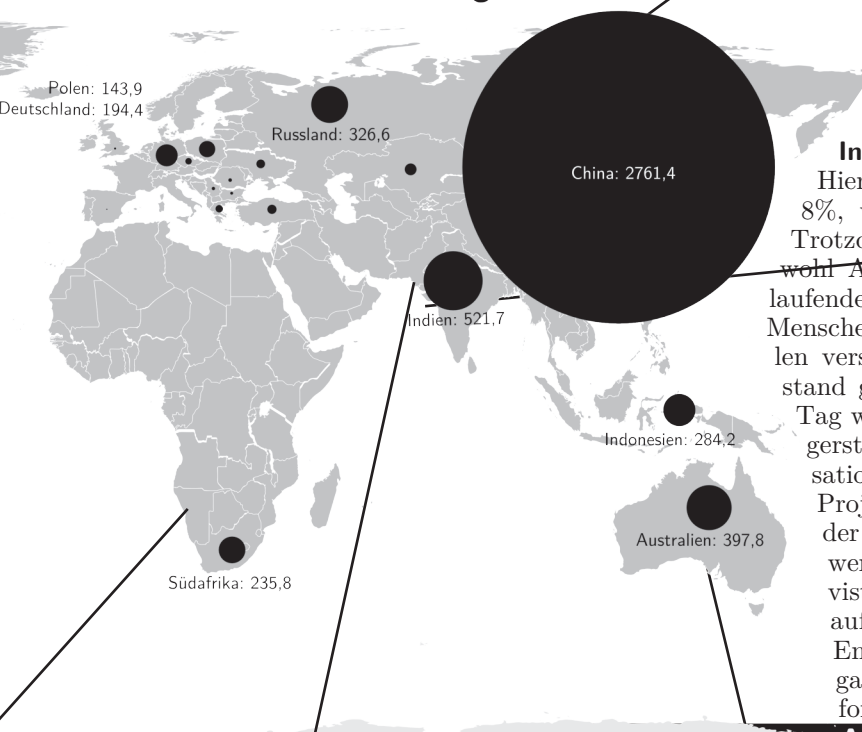 Polen: 143,9
Deutschland: 194,4
Russland: 326,6
China: 2761,4
Indien: 521,7
Indonesien: 284,2
Australien: 397,8
Südafrika: 235,8
In
Hier
8%,
Trotzd
wohl A
laufende
Mensche
len vers
stand g
Tag w
gerst
satio
Proj
der
wer
vis
auf
En
ga
for